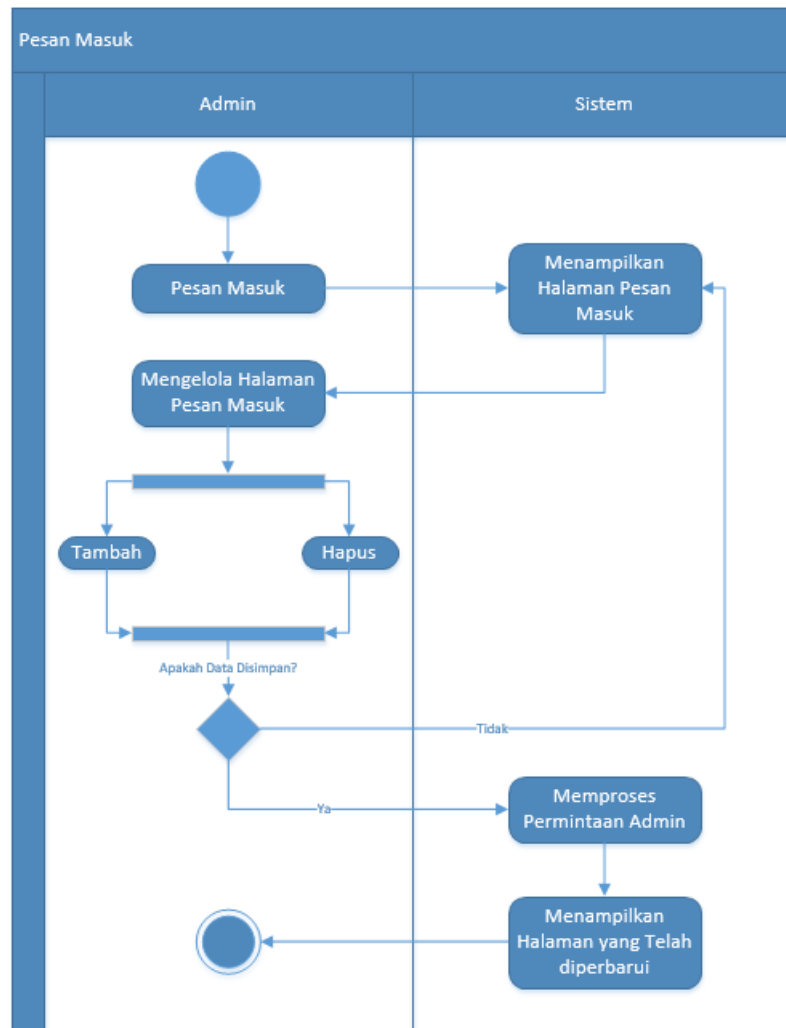 Pesan Masuk
Admin
Sistem
Pesan Masuk
Menampilkan
Halaman Pesan
Masuk
Mengelola Halaman
Pesan Masuk
Tambah
Hapus
Apakah Data Disimpan?
Tidak
Ya
Memproses
Permintaan Admin
Menampilkan
Halaman yang Telah
diperbarui